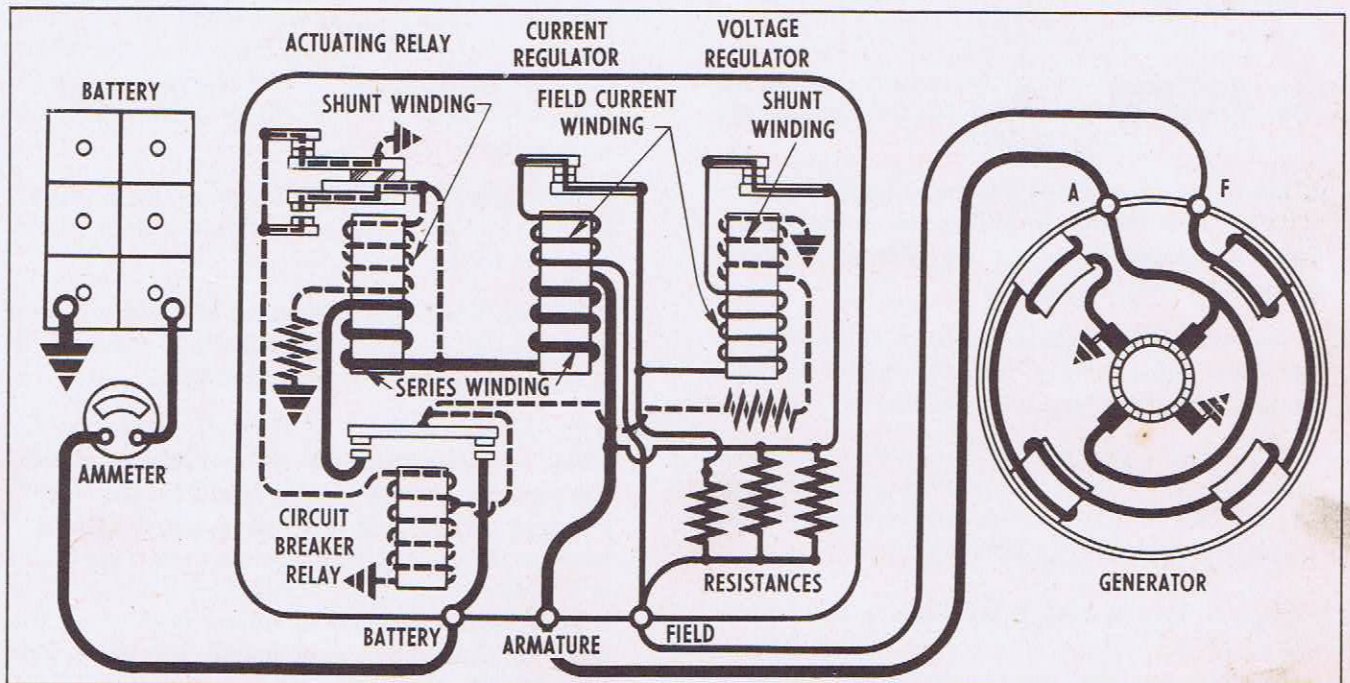 ACTUATING RELAY
CURRENT
REGULATOR
VOLTAGE
REGULATOR
BATTERY
SHUNT WINDING
FIELD CURRENT
WINDING
SHUNT
WINDING
A
F
SERIES WINDING
AMMETER
CIRCUIT
BREAKER
RELAY
RESISTANCES
GENERATOR
BATTERY
ARMATURE
FIELD